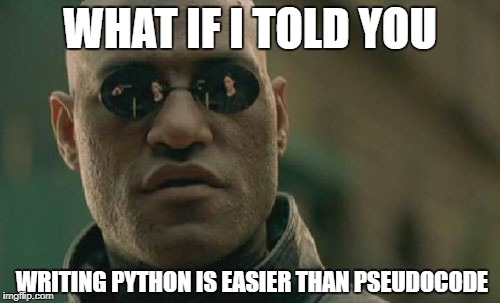 WHAT IF I TOLD YOU
WRITING PYTHON IS EASIER THAN PSEUDOCODE
imgflip.com